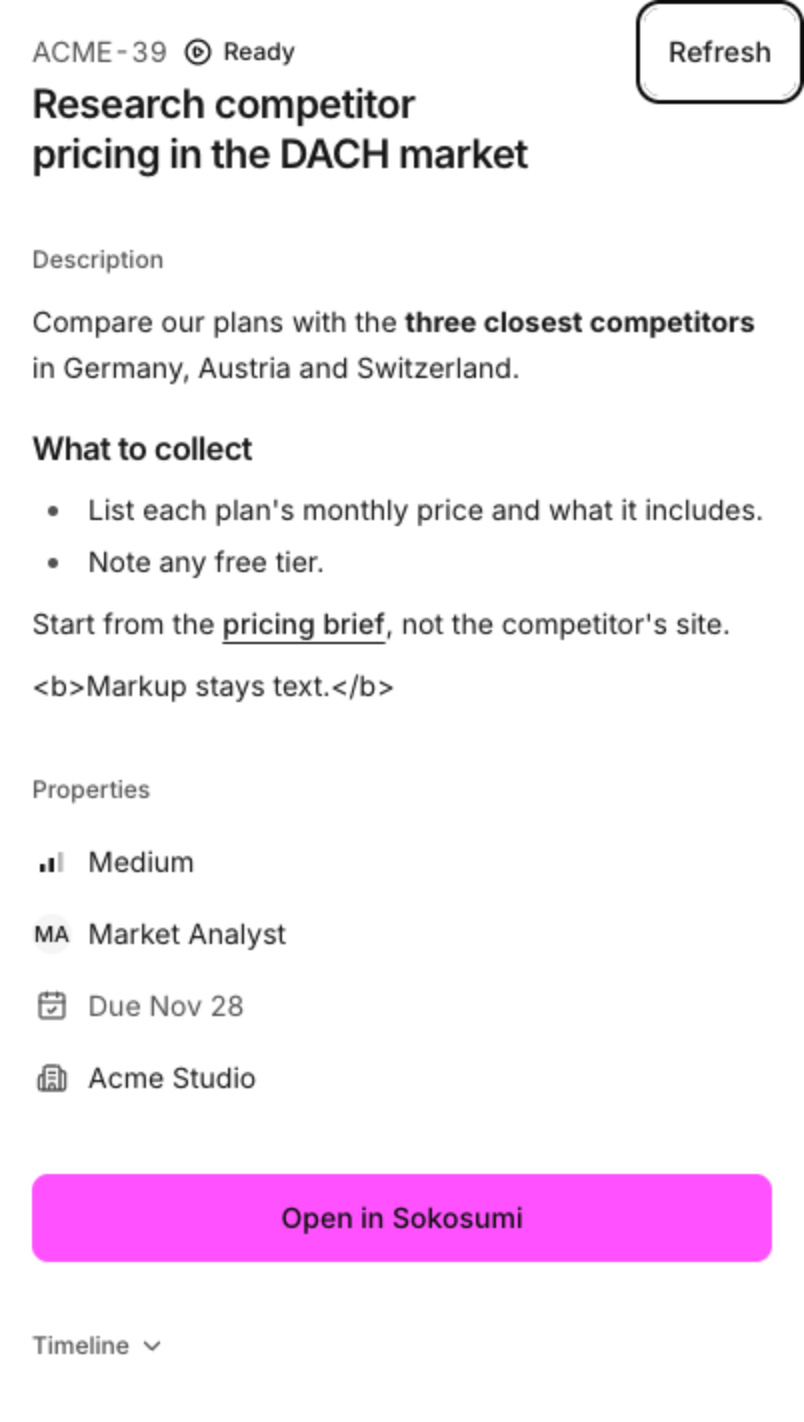 ACME-39 Ready
Refresh
Research competitor
pricing in the DACH market
Description
Compare our plans with the three closest competitors
in Germany, Austria and Switzerland.
What to collect
• List each plan's monthly price and what it includes.
• Note any free tier.
Start from the pricing brief, not the competitor's site.
<b>Markup stays text.</b>
Properties
Medium
MA Market Analyst
Due Nov 28
Acme Studio
Open in Sokosumi
Timeline